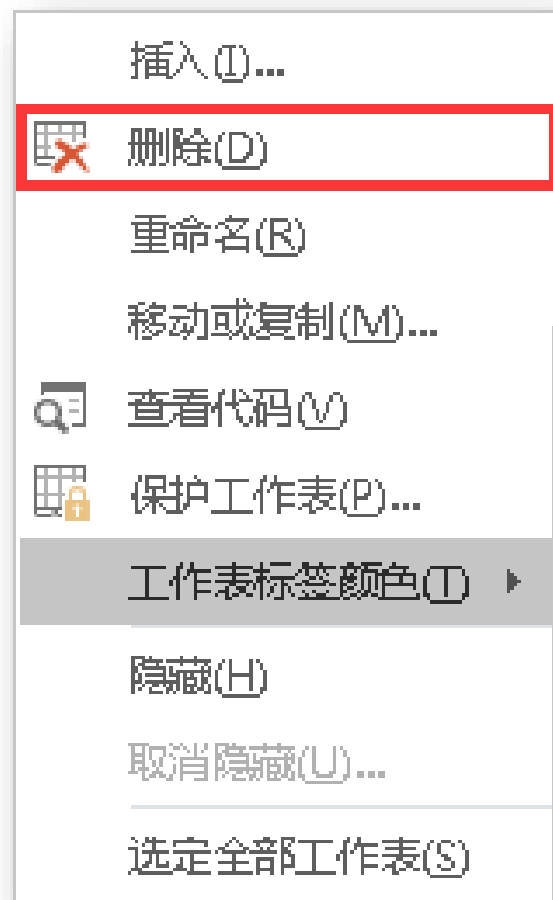 插入(I)...
删除(D)
重命名(R)
移动或复制(M)...
查看代码(V)
保护工作表(P)...
工作表标签颜色(T)
隐藏(H)
取消隐藏(U)...
选定全部工作表(S)